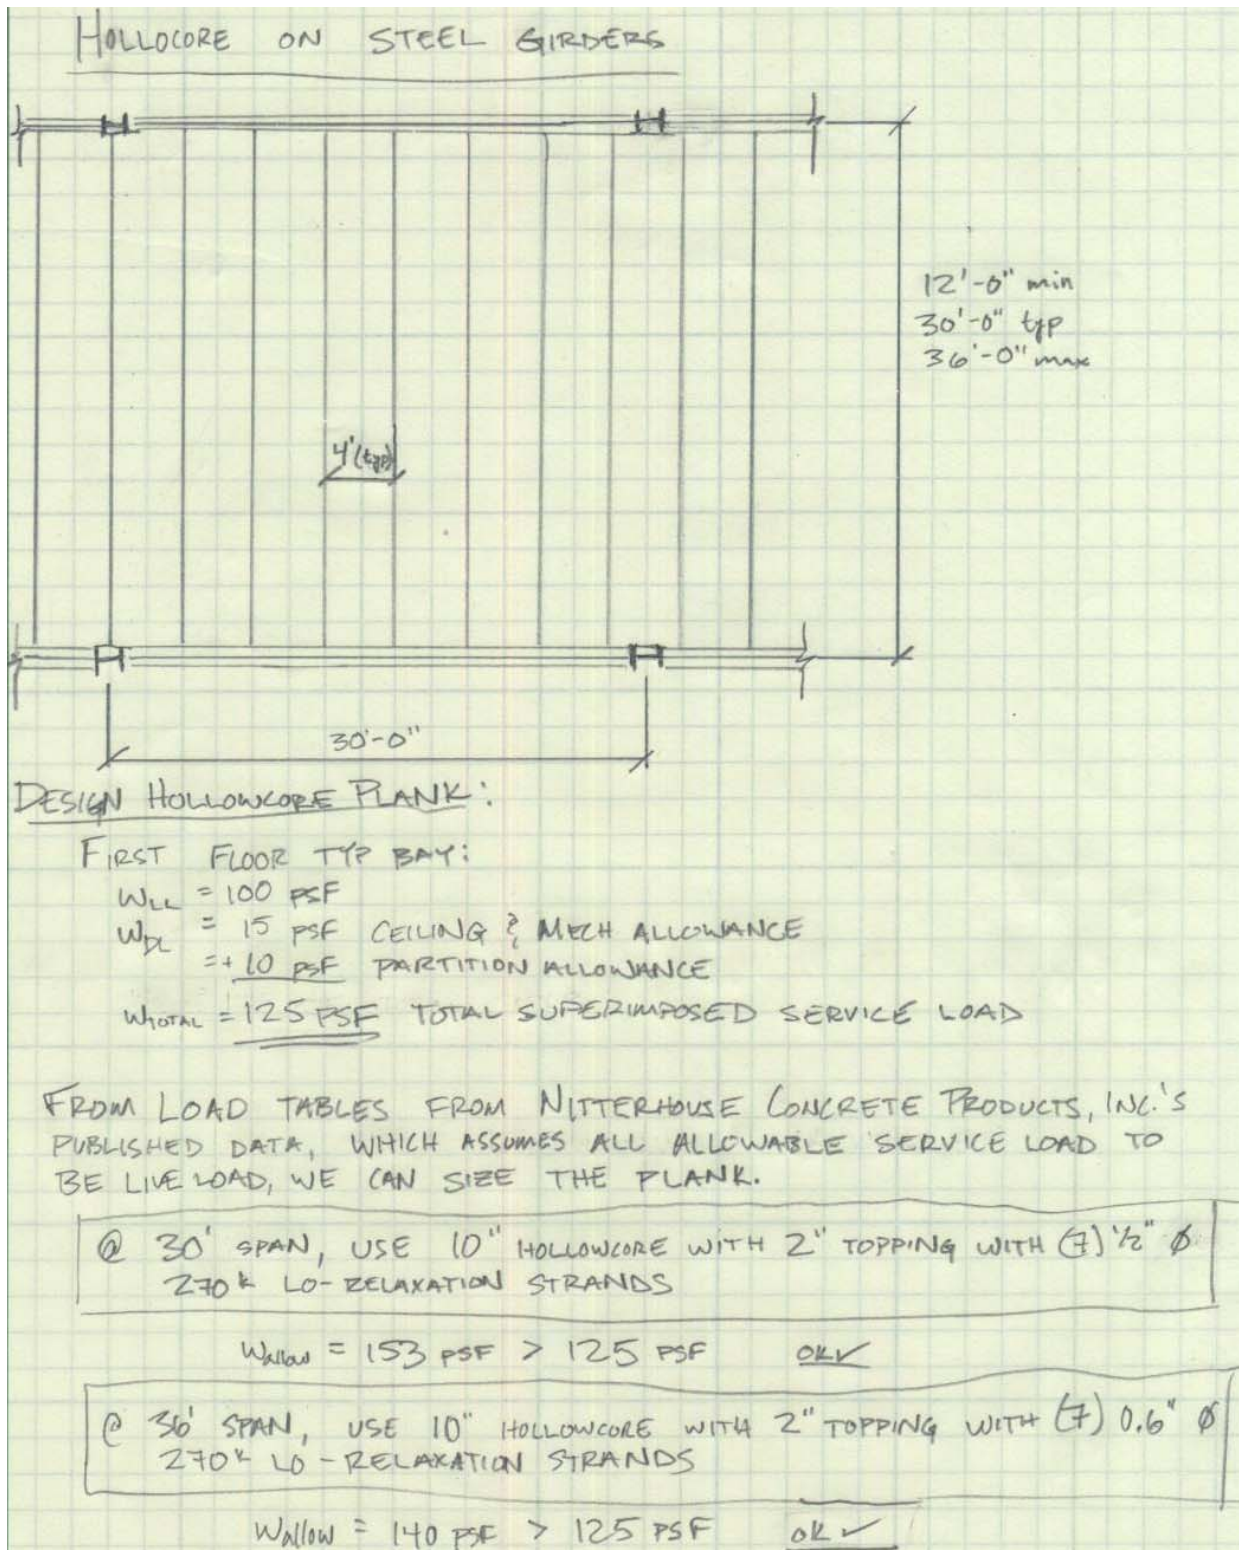 HOLLOCORE ON STEEL GIRDERS
12'-0" min
30'-0" typ
36'-0" max
4' (typ)
30'-0"
DESIGN HOLLOWCORE PLANK:
FIRST FLOOR TYP BAY:
WLL = 100 PSF
WDL = 15 PSF CEILING & MECH ALLOWANCE
=+ 10 PSF PARTITION ALLOWANCE
WTOTAL = 125 PSF TOTAL SUPERIMPOSED SERVICE LOAD
FROM LOAD TABLES FROM NITTERHOUSE CONCRETE PRODUCTS, INC.'S
PUBLISHED DATA, WHICH ASSUMES ALL ALLOWABLE SERVICE LOAD TO
BE LIVE LOAD, WE CAN SIZE THE PLANK.
@ 30' SPAN, USE 10" HOLLOWCORE WITH 2" TOPPING WITH (7) 1/2" Ø
270k LO-RELAXATION STRANDS
Wallow = 153 PSF > 125 PSF OK ✓
@ 36' SPAN, USE 10" HOLLOWCORE WITH 2" TOPPING WITH (7) 0.6" Ø
270k LO-RELAXATION STRANDS
Wallow = 140 PSF > 125 PSF OK ✓